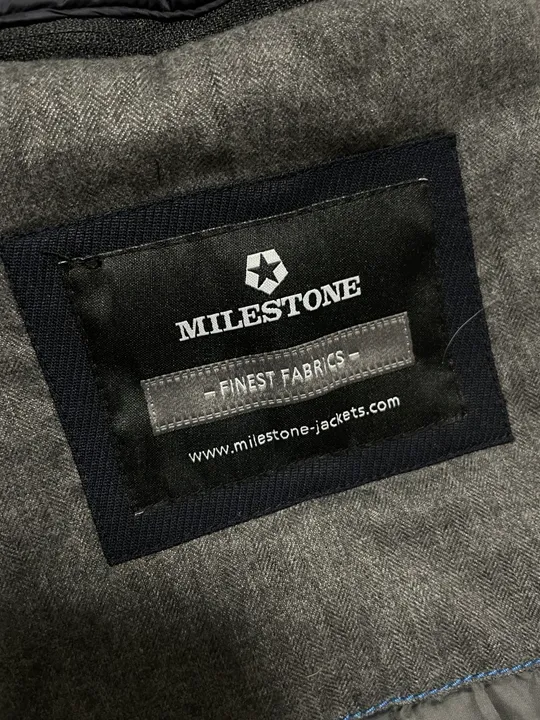 MILESTONE
– FINEST FABRICS –
www.milestone-jackets.com